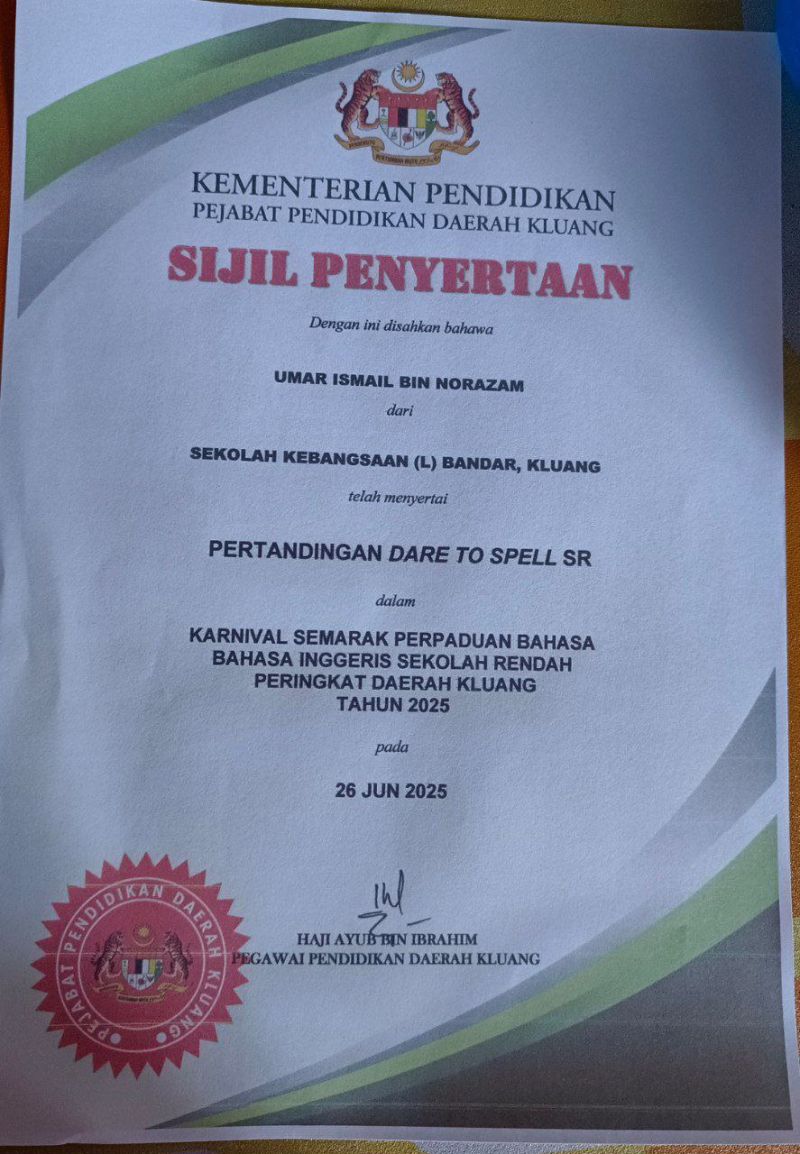 KEMENTERIAN PENDIDIKAN
PEJABAT PENDIDIKAN DAERAH KLUANG
SIJIL PENYERTAAN
Dengan ini disahkan bahawa
UMAR ISMAIL BIN NORAZAM
dari
SEKOLAH KEBANGSAAN (L) BANDAR, KLUANG
telah menyertai
PERTANDINGAN DARE TO SPELL SR
dalam
KARNIVAL SEMARAK PERPADUAN BAHASA
BAHASA INGGERIS SEKOLAH RENDAH
PERINGKAT DAERAH KLUANG
TAHUN 2025
pada
26 JUN 2025
HAJI AYUB BIN IBRAHIM
PEGAWAI PENDIDIKAN DAERAH KLUANG
PEJABAT PENDIDIKAN DAERAH KLUANG